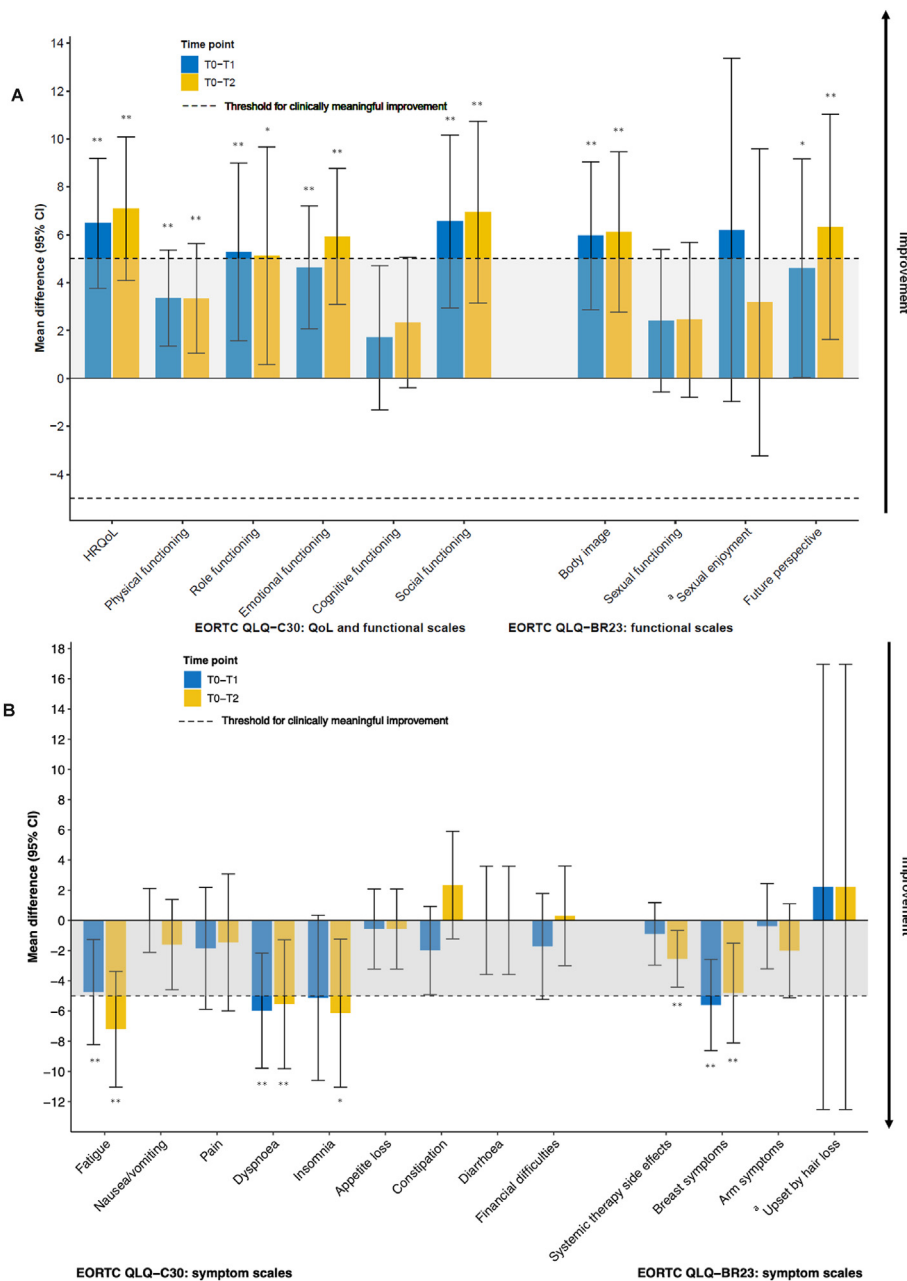 A
Time point
T0−T1
T0−T2
Threshold for clinically meaningful improvement
Mean difference (95% CI)
14
12
10
8
6
4
2
0
−2
−4
** ** ** ** ** * ** ** ** ** ** ** * **
HRQoL
Physical functioning
Role functioning
Emotional functioning
Cognitive functioning
Social functioning
Body image
Sexual functioning
a Sexual enjoyment
Future perspective
EORTC QLQ−C30: QoL and functional scales
EORTC QLQ−BR23: functional scales
Improvement
B
Time point
T0−T1
T0−T2
Threshold for clinically meaningful improvement
Mean difference (95% CI)
18
16
14
12
10
8
6
4
2
0
−2
−4
−6
−8
−10
−12
** ** ** ** * ** ** **
Fatigue
Nausea/vomiting
Pain
Dyspnoea
Insomnia
Appetite loss
Constipation
Diarrhoea
Financial difficulties
Systemic therapy side effects
Breast symptoms
Arm symptoms
a Upset by hair loss
EORTC QLQ−C30: symptom scales
EORTC QLQ−BR23: symptom scales
Improvement